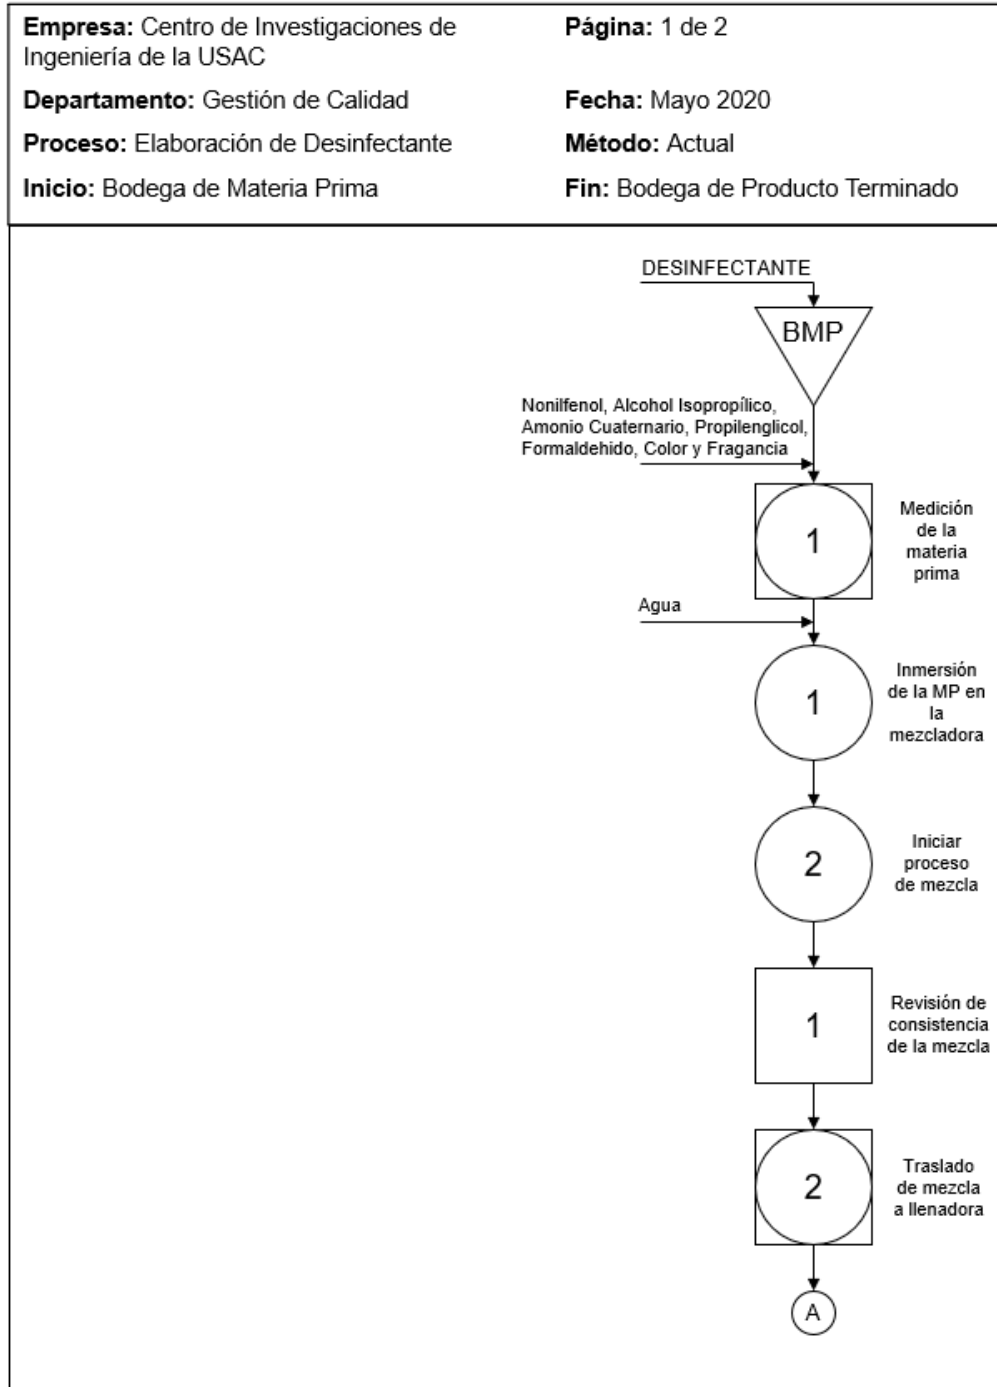 Empresa: Centro de Investigaciones de
Ingeniería de la USAC
Página: 1 de 2
Departamento: Gestión de Calidad
Fecha: Mayo 2020
Proceso: Elaboración de Desinfectante
Método: Actual
Inicio: Bodega de Materia Prima
Fin: Bodega de Producto Terminado
DESINFECTANTE
BMP
Nonilfenol, Alcohol Isopropílico,
Amonio Cuaternario, Propilenglicol,
Formaldehido, Color y Fragancia
1
Medición
de la
materia
prima
Agua
1
Inmersión
de la MP en
la
mezcladora
2
Iniciar
proceso
de mezcla
1
Revisión de
consistencia
de la mezcla
2
Traslado
de mezcla
a llenadora
A